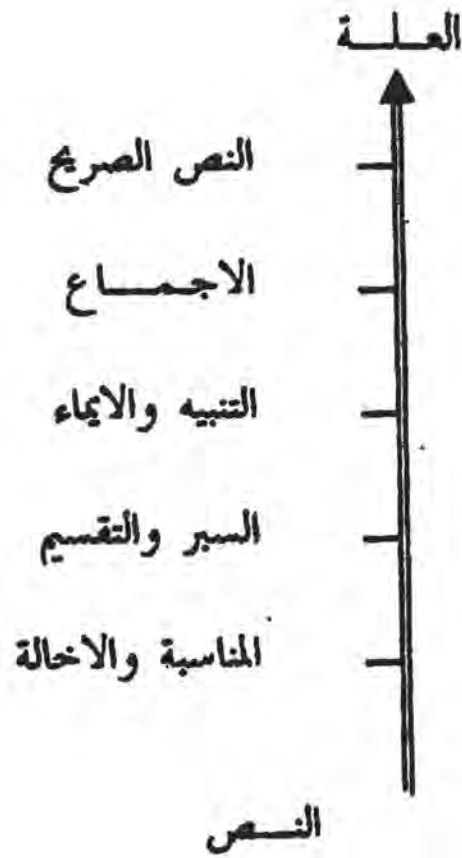 العلة
النص الصريح
الاجماع
التنبيه والايماء
السبر والتقسيم
المناسبة والاخالة
النص